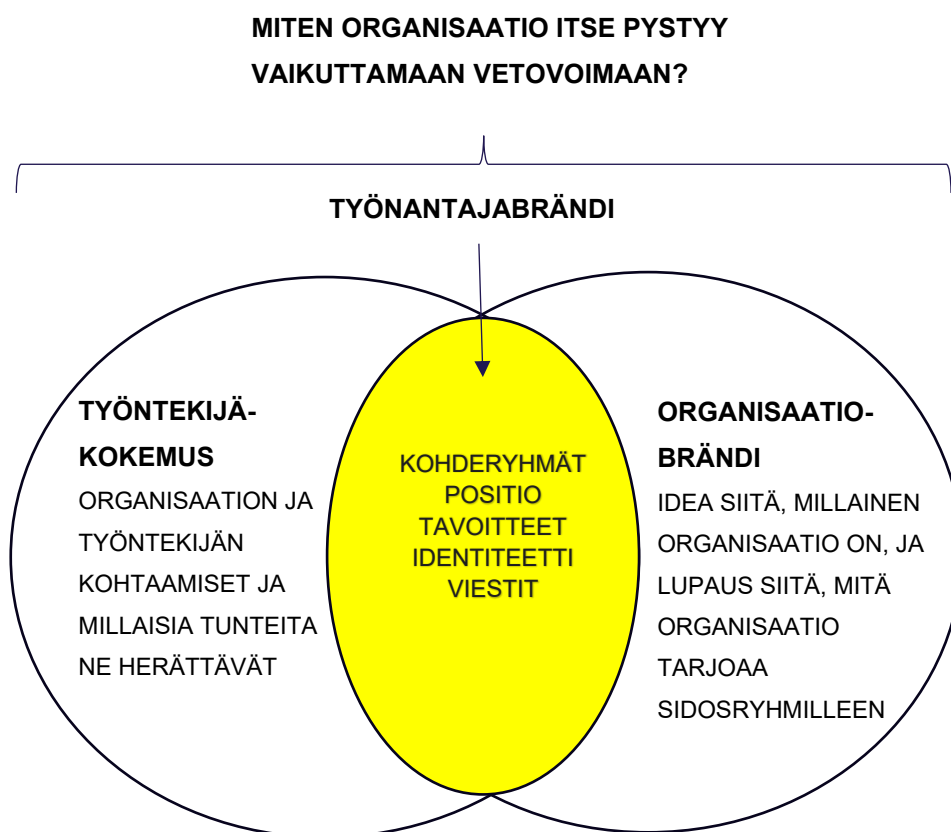 MITEN ORGANISAATIO ITSE PYSTYY
VAIKUTTAMAAN VETOVOIMAAN?
TYÖNANTAJABRÄNDI
TYÖNTEKIJÄ-
KOKEMUS
ORGANISAATION JA
TYÖNTEKIJÄN
KOHTAAMISET JA
MILLAISIA TUNTEITA
NE HERÄTTÄVÄT
KOHDERYHMÄT
POSITIO
TAVOITTEET
IDENTITEETTI
VIESTIT
ORGANISAATIO-
BRÄNDI
IDEA SIITÄ, MILLAINEN
ORGANISAATIO ON, JA
LUPAUS SIITÄ, MITÄ
ORGANISAATIO
TARJOAA
SIDOSRYHMILLEEN